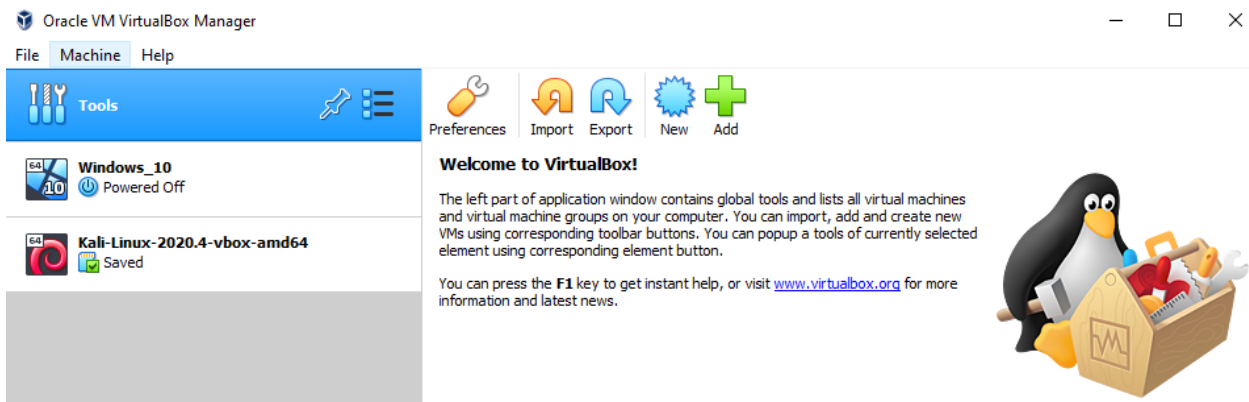 Oracle VM VirtualBox Manager
File Machine Help
Tools
Preferences Import Export New Add
64
10
Windows_10
Powered Off
64
Kali-Linux-2020.4-vbox-amd64
Saved
Welcome to VirtualBox!
The left part of application window contains global tools and lists all virtual machines
and virtual machine groups on your computer. You can import, add and create new
VMs using corresponding toolbar buttons. You can popup a tools of currently selected
element using corresponding element button.
You can press the F1 key to get instant help, or visit www.virtualbox.org for more
information and latest news.